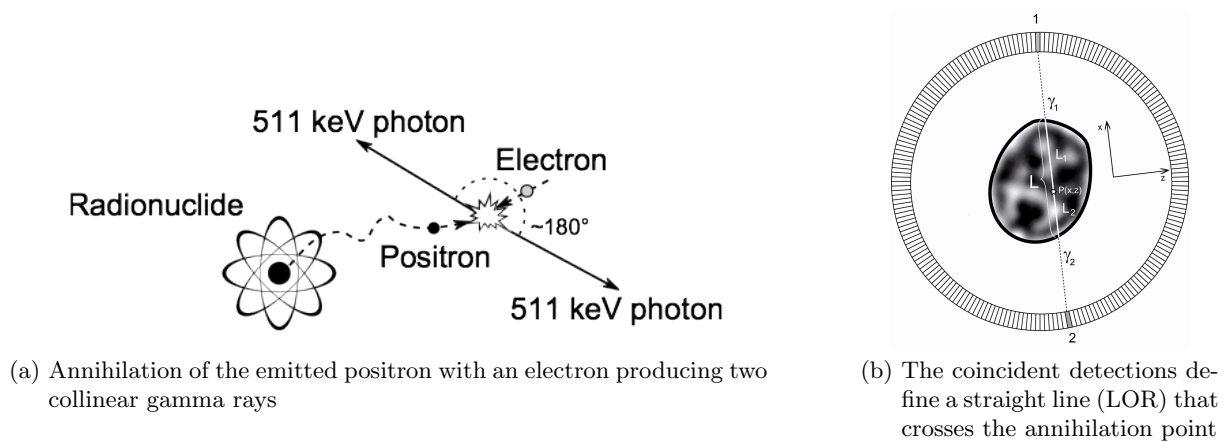 511 keV photon
Electron
Radionuclide
~180°
Positron
511 keV photon
(a) Annihilation of the emitted positron with an electron producing two
collinear gamma rays
1
γ1
x
L1
z
L
P(x,z)
L2
γ2
2
(b) The coincident detections de-
fine a straight line (LOR) that
crosses the annihilation point